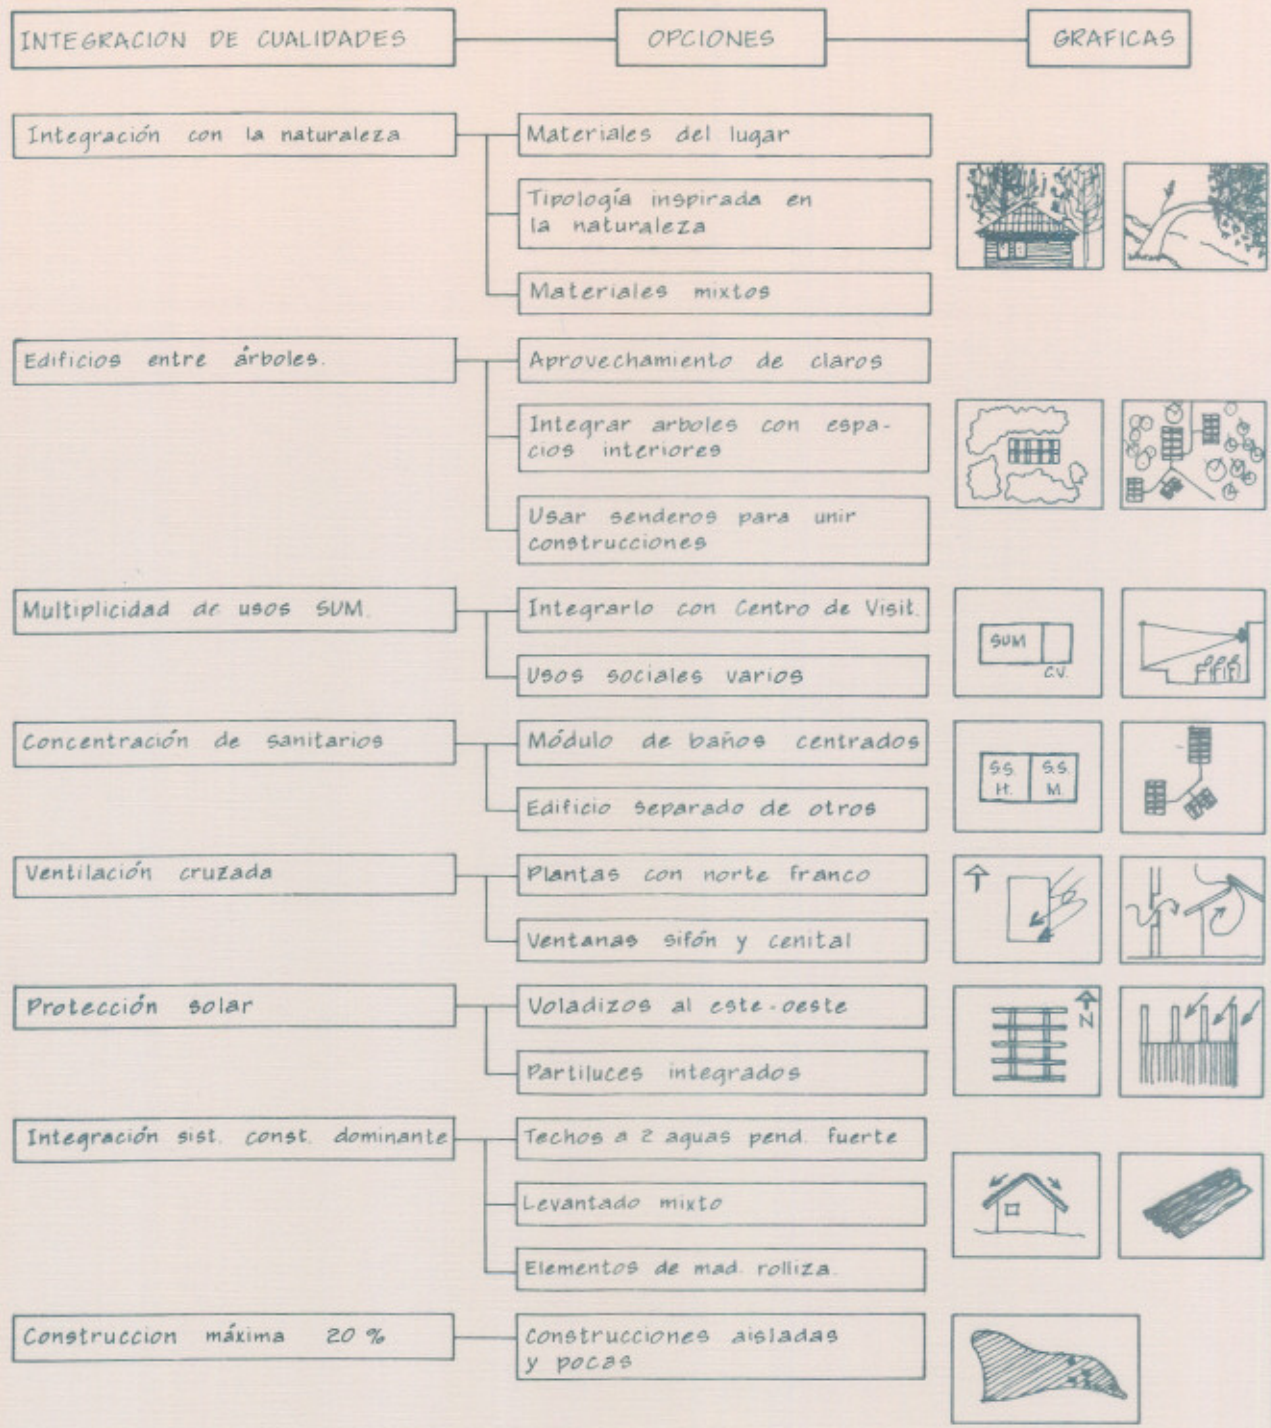 INTEGRACION DE CUALIDADES
OPCIONES
GRAFICAS
Integración con la naturaleza
Materiales del lugar
Tipología inspirada en
la naturaleza
Materiales mixtos
Edificios entre árboles.
Aprovechamiento de claros
Integrar arboles con espa-
cios interiores
Usar senderos para unir
construcciones
Multiplicidad de usos SUM.
Integrarlo con Centro de Visit.
Usos sociales varios
SUM
C.V.
Concentración de sanitarios
Módulo de baños centrados
Edificio separado de otros
S.S. S.S.
H. M.
Ventilación cruzada
Plantas con norte franco
Ventanas sifón y cenital
Protección solar
Voladizos al este-oeste
Partiluces integrados
N
Integración sist. const. dominante
Techos a 2 aguas pend. fuerte
Levantado mixto
Elementos de mad. rolliza.
Construccion máxima 20 %
Construcciones aisladas
y pocas